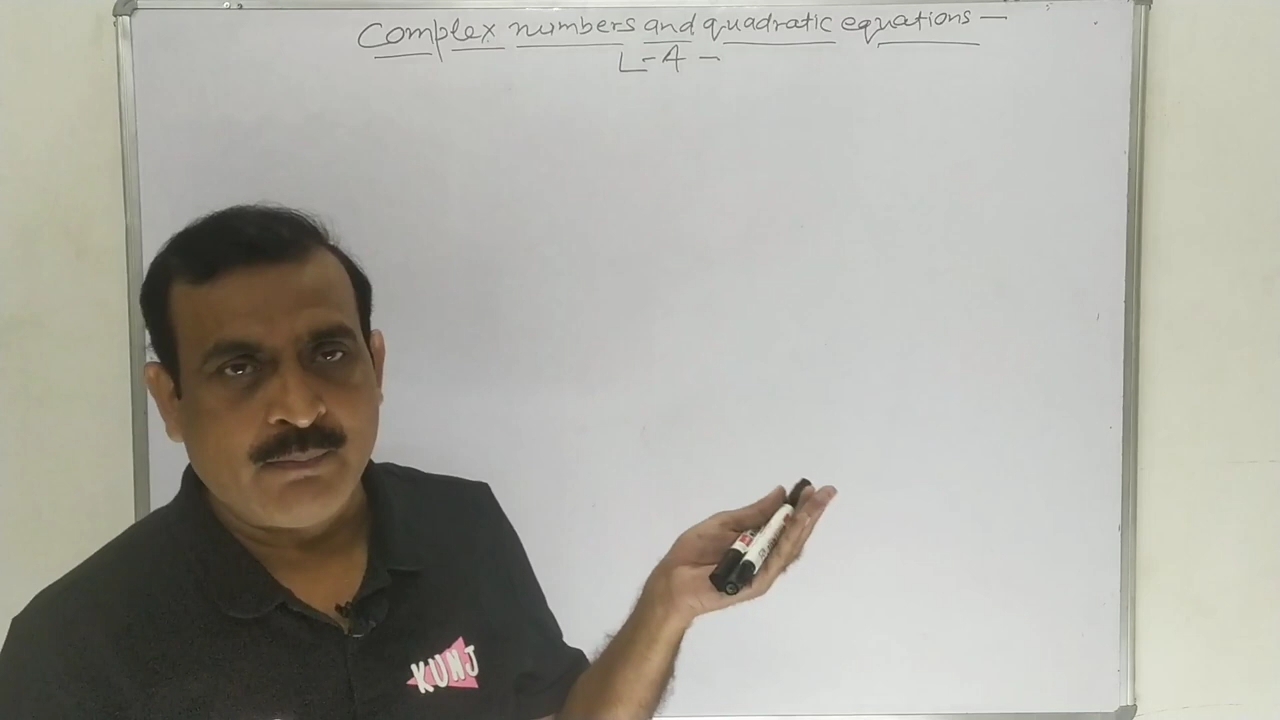 Complex numbers and quadratic equations —
L-4 -
KUNJ